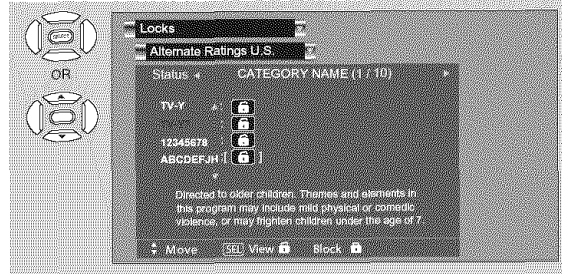 SELECT
OR
Locks
Alternate Ratings U.S.
Status
CATEGORY NAME (1 / 10)
TV-Y :
12345678 :
ABCDEFJH [ ]
Directed to older children. Themes and elements in
this program may include mild physical or comedic
violence, or may frighten children under the age of 7.
Move SEL View Block